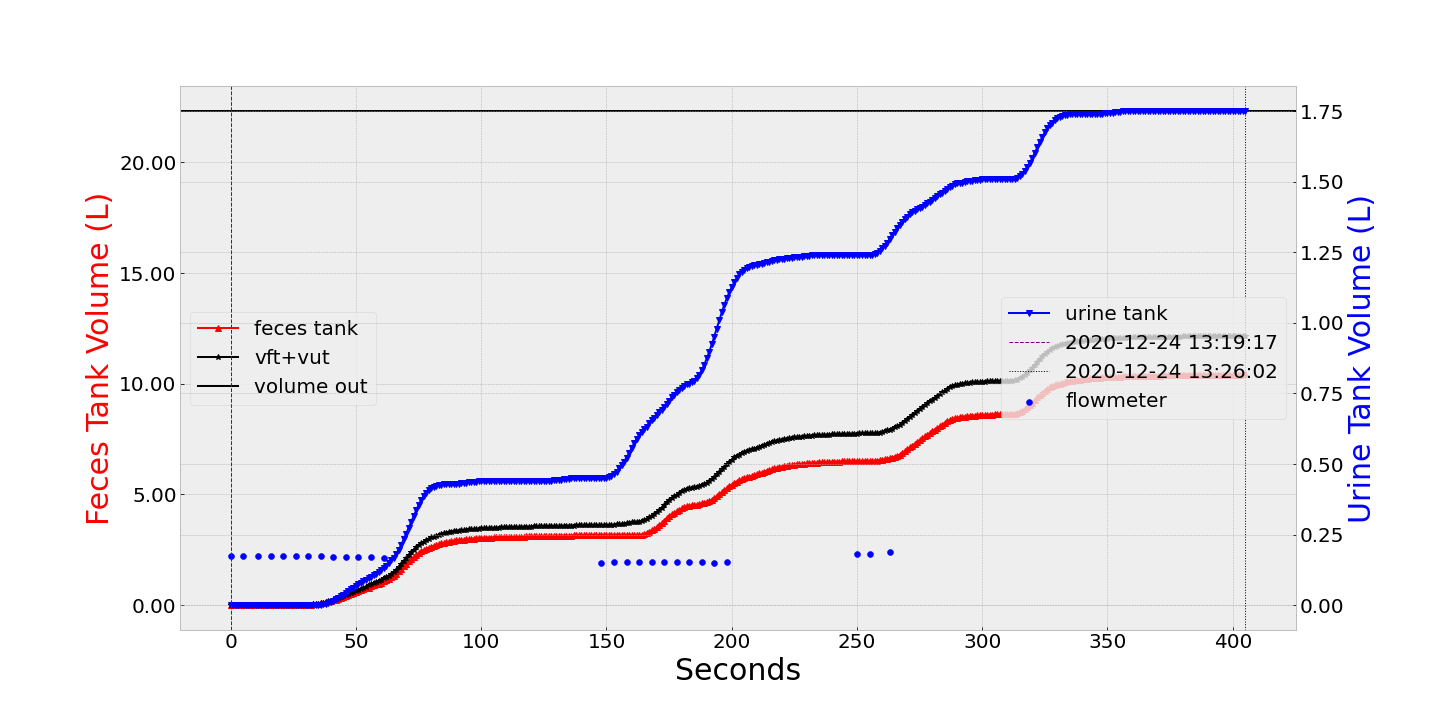 20.00
15.00
10.00
5.00
0.00
Feces Tank Volume (L)
feces tank
vft+vut
volume out
urine tank
2020-12-24 13:19:17
2020-12-24 13:26:02
flowmeter
1.75
1.50
1.25
1.00
0.75
0.50
0.25
0.00
Urine Tank Volume (L)
0 50 100 150 200 250 300 350 400
Seconds